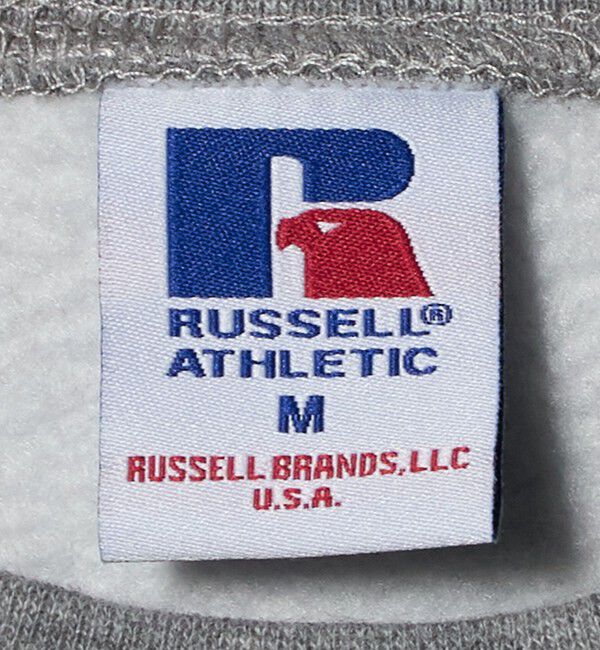 R
RUSSELL®
ATHLETIC
M
RUSSELL BRANDS, LLC
U.S.A.